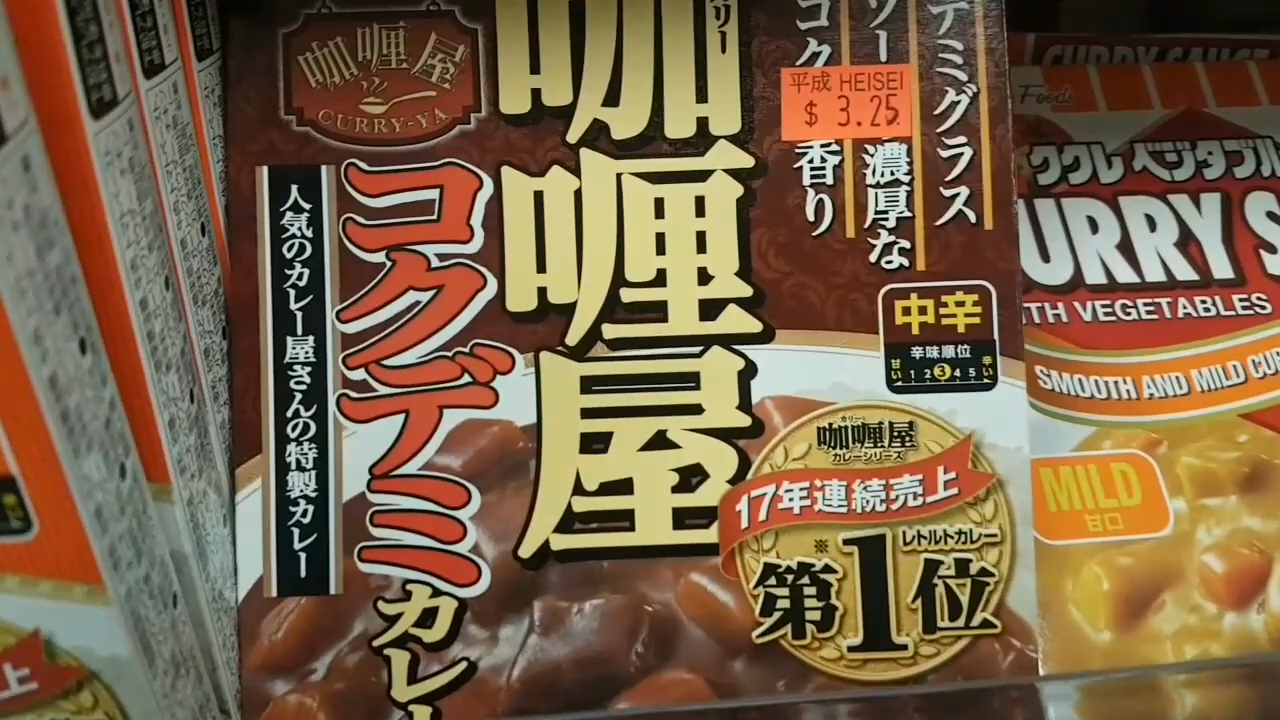 咖喱屋
CURRY-YA
カリー
咖喱屋
コクデミカレー
人気のカレー屋さんの特製カレー
デミグラス
ソー
濃厚な
コク
香り
平成 HEISEI
$ 3.25
中辛
辛味順位
甘い 1 2 3 4 5 辛い
カリー
咖喱屋
カレーシリーズ
17年連続売上
レトルトカレー
※第1位
CURRY SAUCE
Foods
ククレ ベジタブル
URRY S
TH VEGETABLES
SMOOTH AND MILD CU
MILD
甘口
上